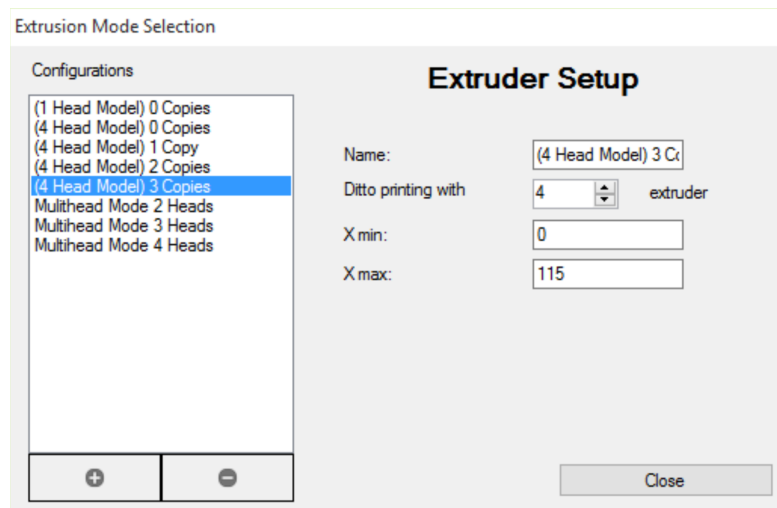 Extrusion Mode Selection
Configurations
(1 Head Model) 0 Copies
(4 Head Model) 0 Copies
(4 Head Model) 1 Copy
(4 Head Model) 2 Copies
(4 Head Model) 3 Copies
Mulithead Mode 2 Heads
Multihead Mode 3 Heads
Multihead Mode 4 Heads
Extruder Setup
Name: (4 Head Model) 3 Co
Ditto printing with 4 extruder
X min: 0
X max: 115
Close